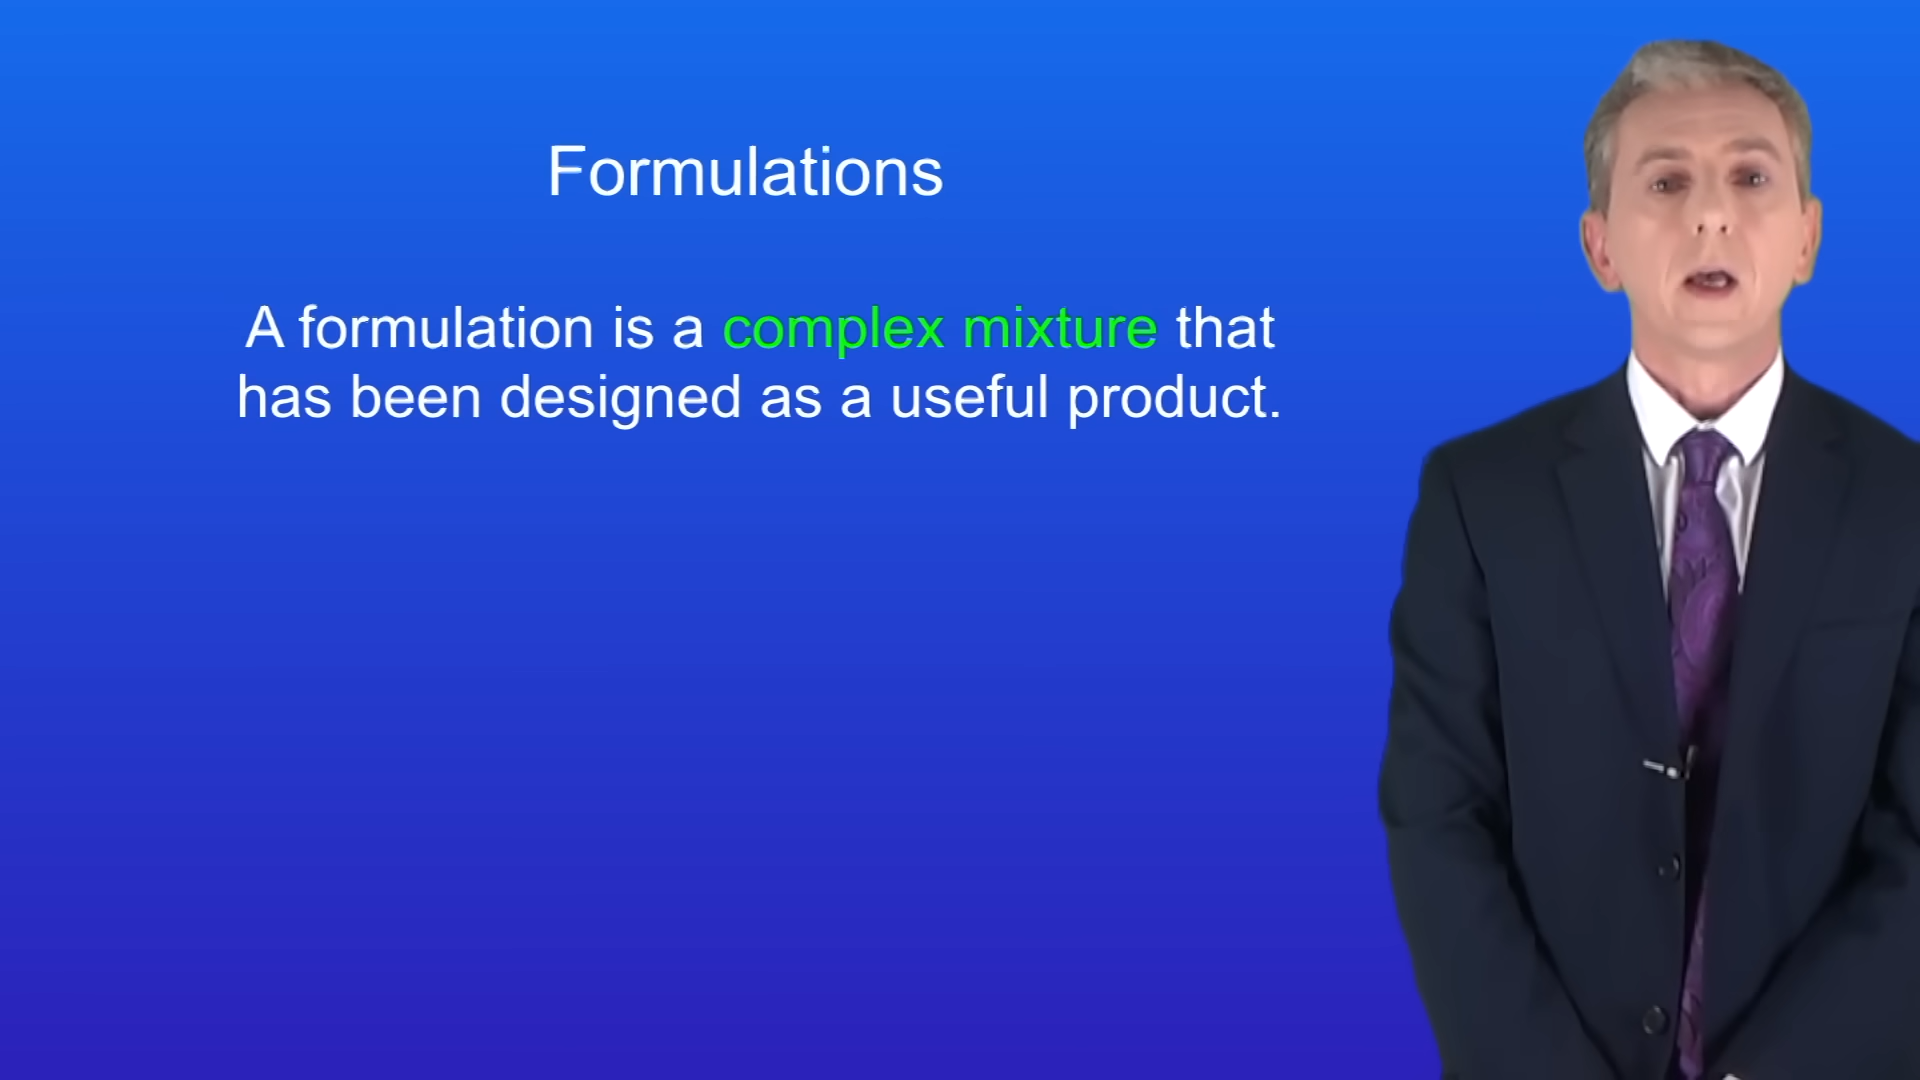 Formulations
A formulation is a complex mixture that
has been designed as a useful product.